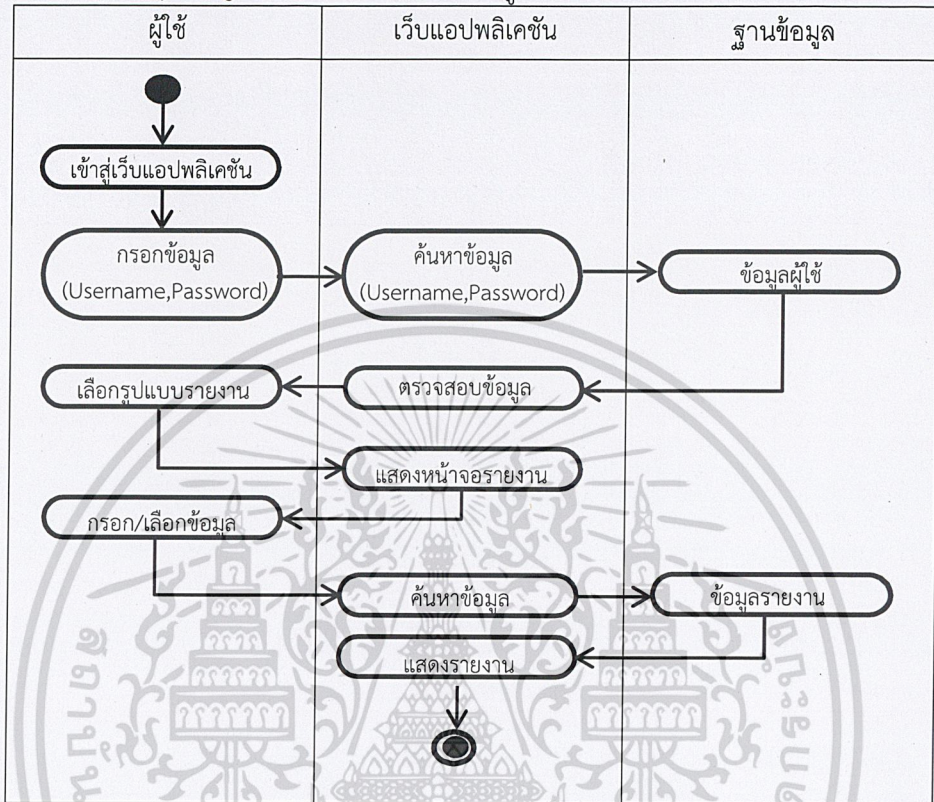 ผู้ใช้
เว็บแอปพลิเคชัน
ฐานข้อมูล
เข้าสู่เว็บแอปพลิเคชัน
กรอกข้อมูล
(Username,Password)
ค้นหาข้อมูล
(Username,Password)
ข้อมูลผู้ใช้
เลือกรูปแบบรายงาน
ตรวจสอบข้อมูล
แสดงหน้าจอรายงาน
กรอก/เลือกข้อมูล
ค้นหาข้อมูล
ข้อมูลรายงาน
แสดงรายงาน